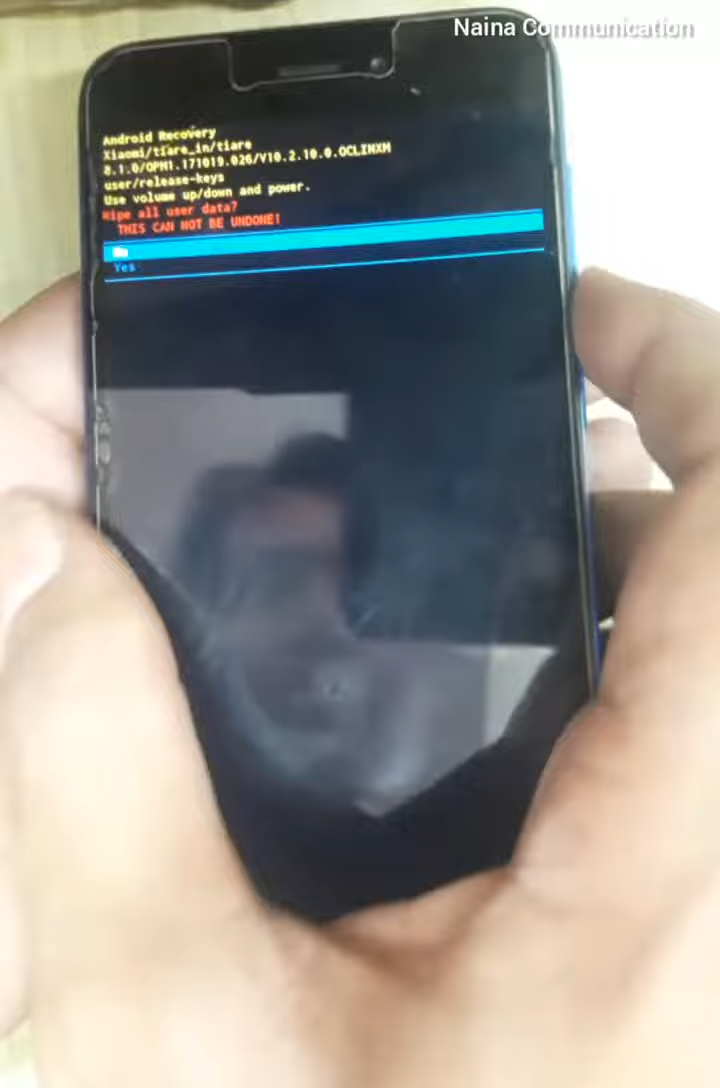 Naina Communication
Android Recovery
Xiaomi/tiare_in/tiare
8.1.0/OPM1.171019.026/V10.2.10.0.OCLINXM
user/release-keys
Use volume up/down and power.
Wipe all user data?
THIS CAN NOT BE UNDONE!
No
Yes